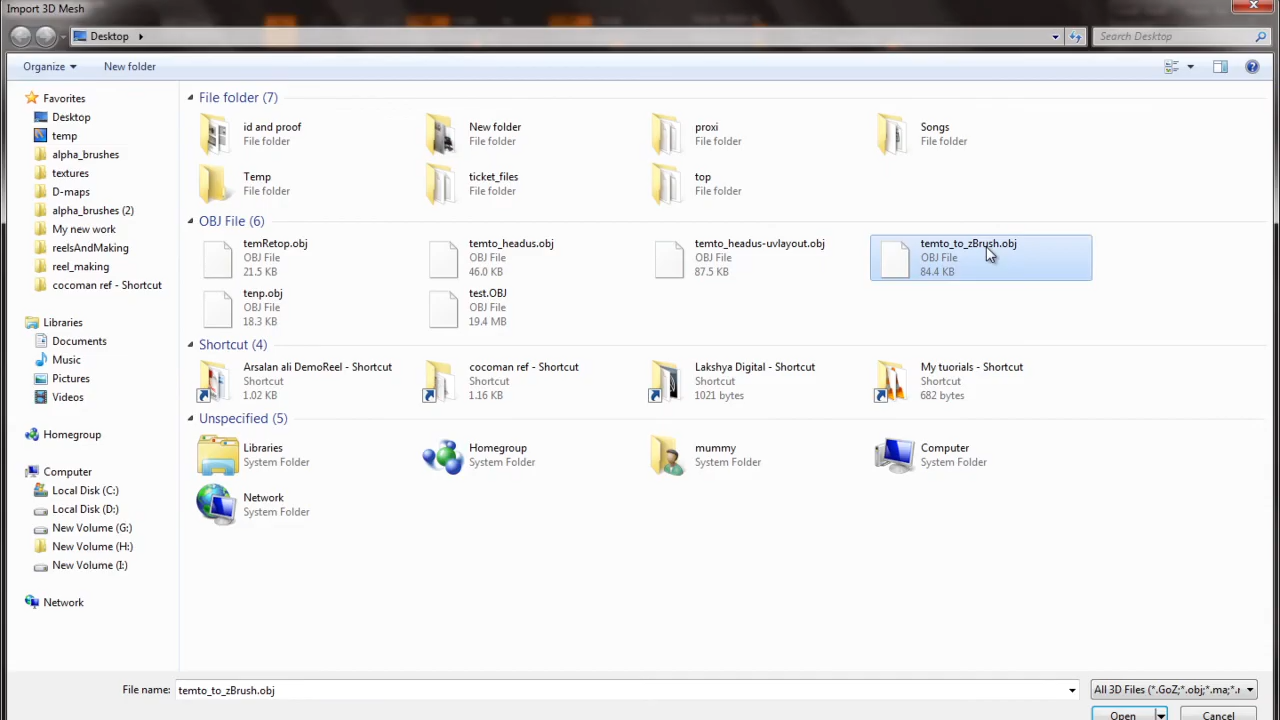 Import 3D Mesh
Desktop
Search Desktop
Organize
New folder
Favorites
Desktop
temp
alpha_brushes
textures
D-maps
alpha_brushes (2)
My new work
reelsAndMaking
reel_making
cocoman ref - Shortcut
Libraries
Documents
Music
Pictures
Videos
Homegroup
Computer
Local Disk (C:)
Local Disk (D:)
New Volume (G:)
New Volume (H:)
New Volume (I:)
Network
File folder (7)
id and proof
File folder
New folder
File folder
proxi
File folder
Songs
File folder
Temp
File folder
ticket_files
File folder
top
File folder
OBJ File (6)
temRetop.obj
OBJ File
21.5 KB
temto_headus.obj
OBJ File
46.0 KB
temto_headus-uvlayout.obj
OBJ File
87.5 KB
temto_to_zBrush.obj
OBJ File
84.4 KB
tenp.obj
OBJ File
18.3 KB
test.OBJ
OBJ File
19.4 MB
Shortcut (4)
Arsalan ali DemoReel - Shortcut
Shortcut
1.02 KB
cocoman ref - Shortcut
Shortcut
1.16 KB
Lakshya Digital - Shortcut
Shortcut
1021 bytes
My tuorials - Shortcut
Shortcut
682 bytes
Unspecified (5)
Libraries
System Folder
Homegroup
System Folder
mummy
System Folder
Computer
System Folder
Network
System Folder
File name:
temto_to_zBrush.obj
All 3D Files (*.GoZ;*.obj;*.ma;*.r
Open
Cancel